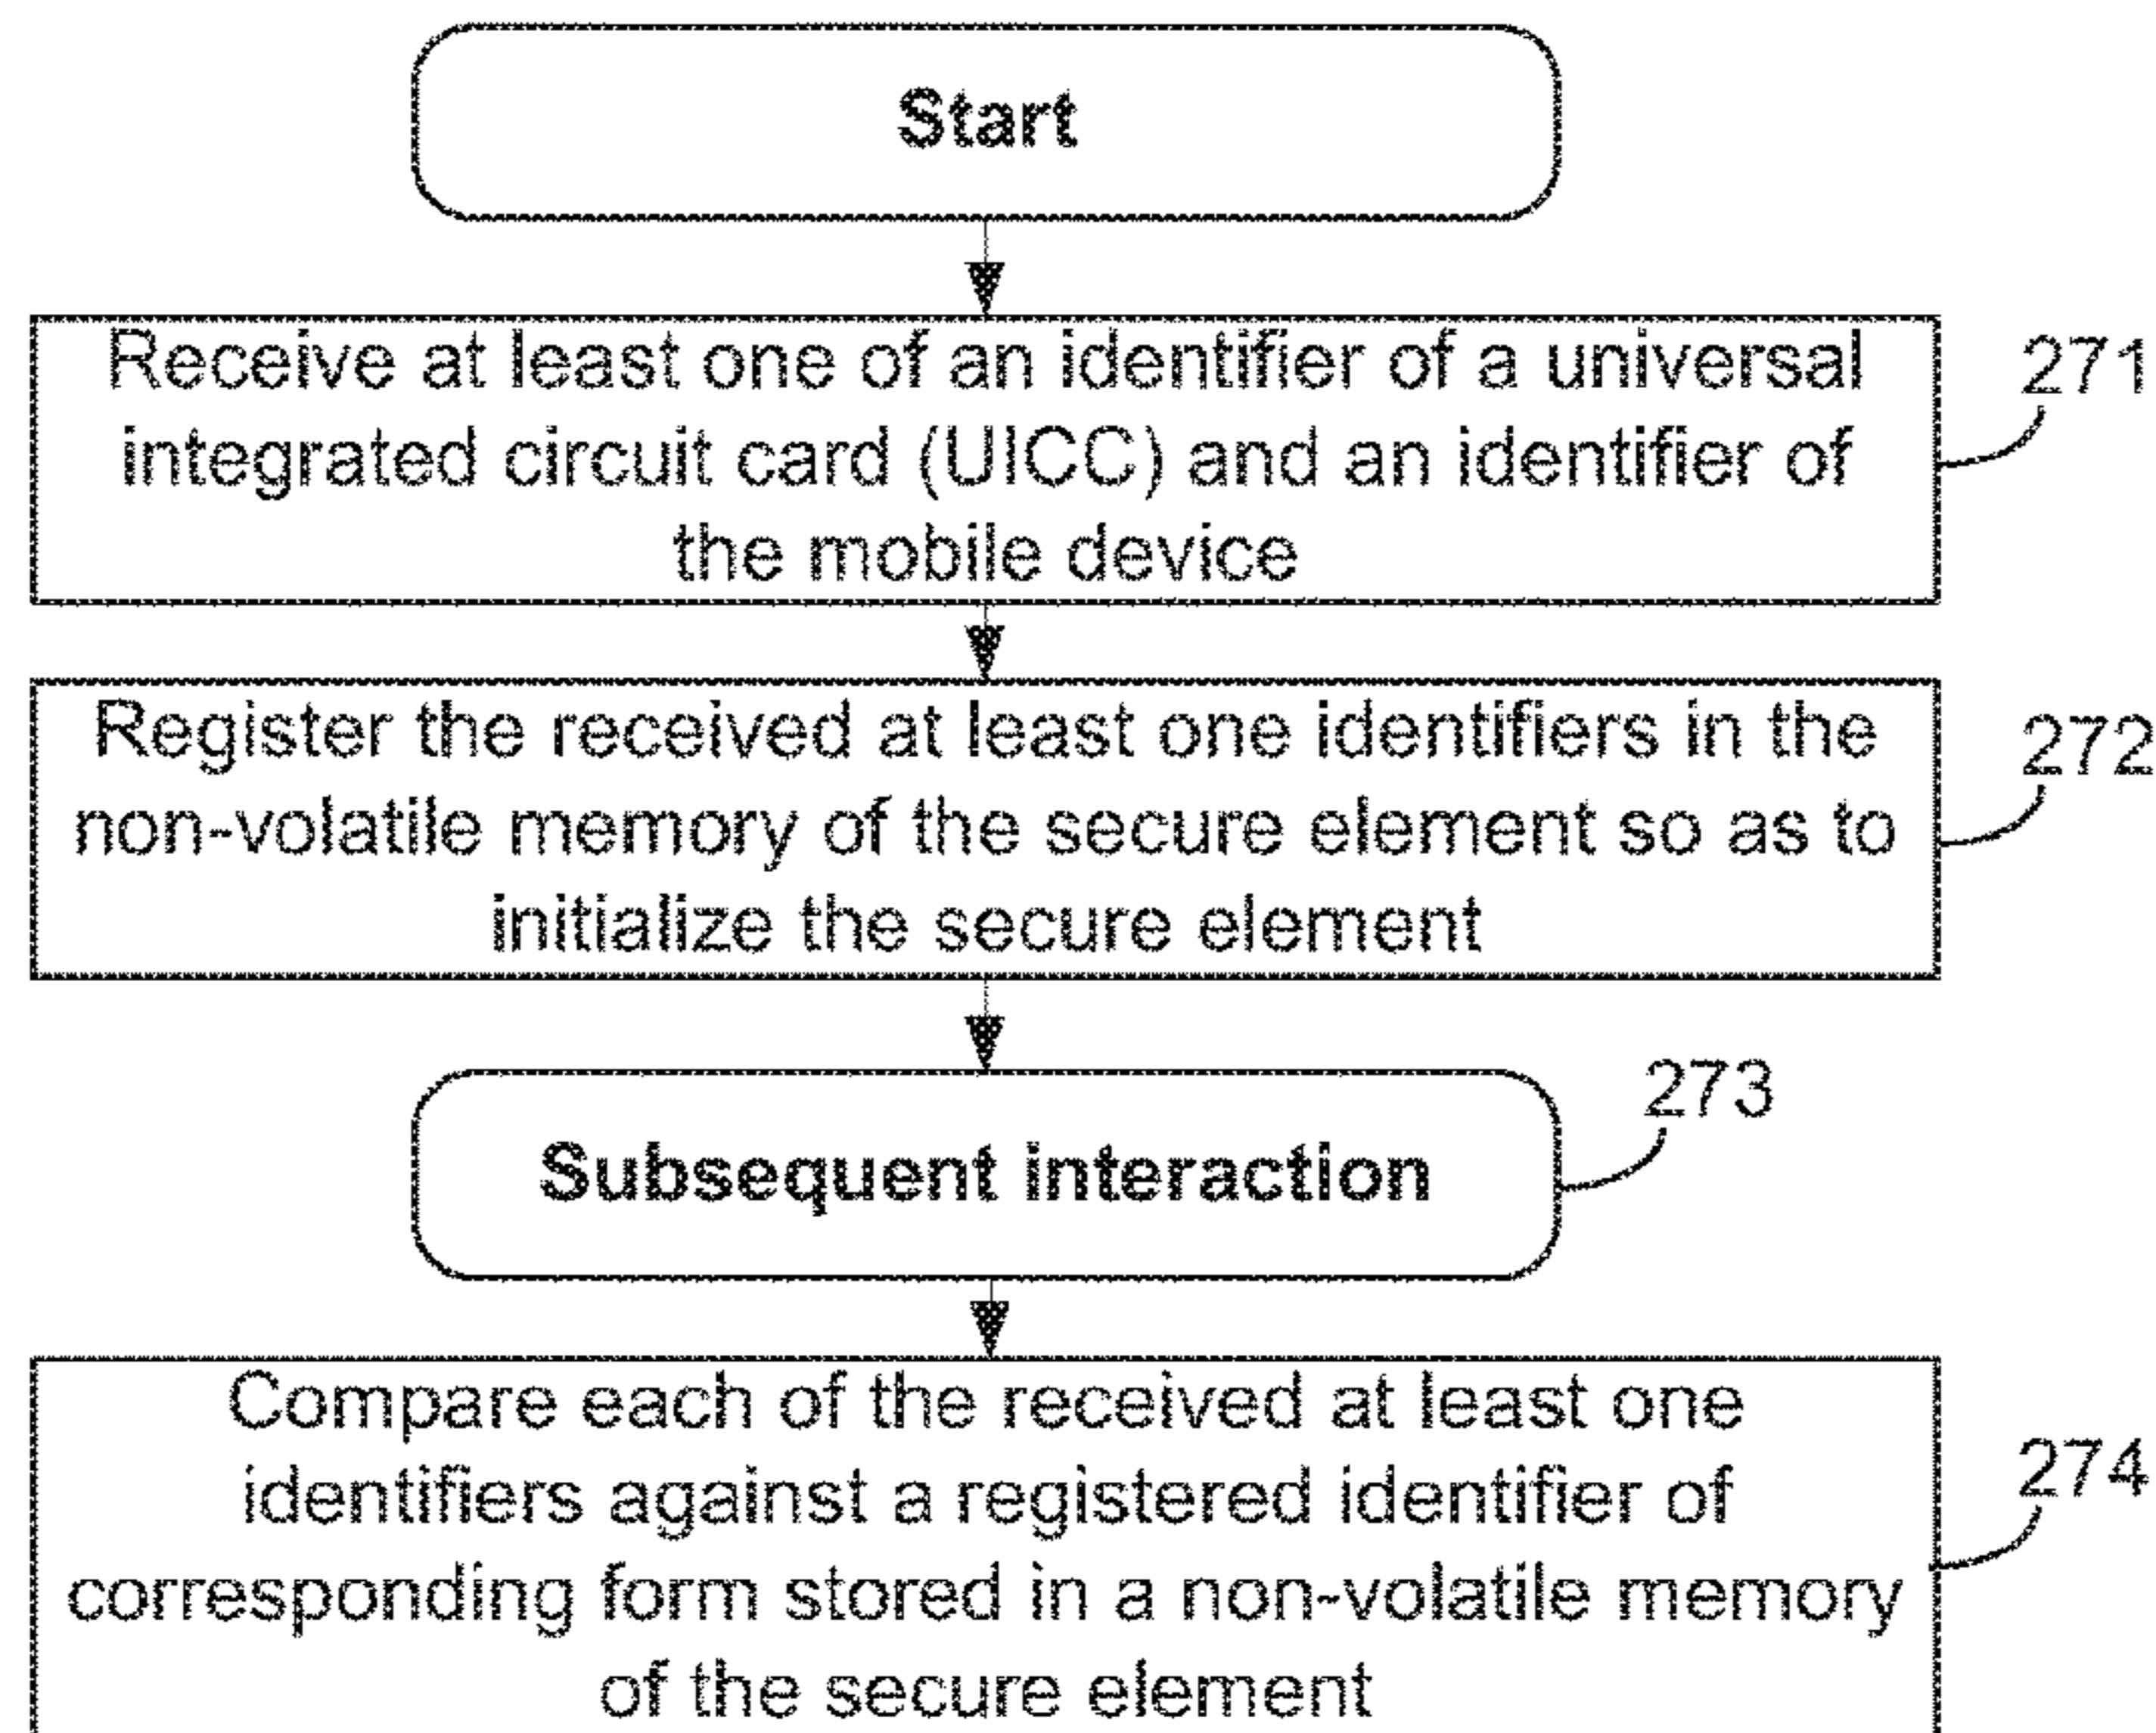 Start
Receive at least one of an identifier of a universal
integrated circuit card (UICC) and an identifier of
the mobile device
271
Register the received at least one identifiers in the
non-volatile memory of the secure element so as to
initialize the secure element
272
Subsequent interaction
273
Compare each of the received at least one
identifiers against a registered identifier of
corresponding form stored in a non-volatile memory
of the secure element
274